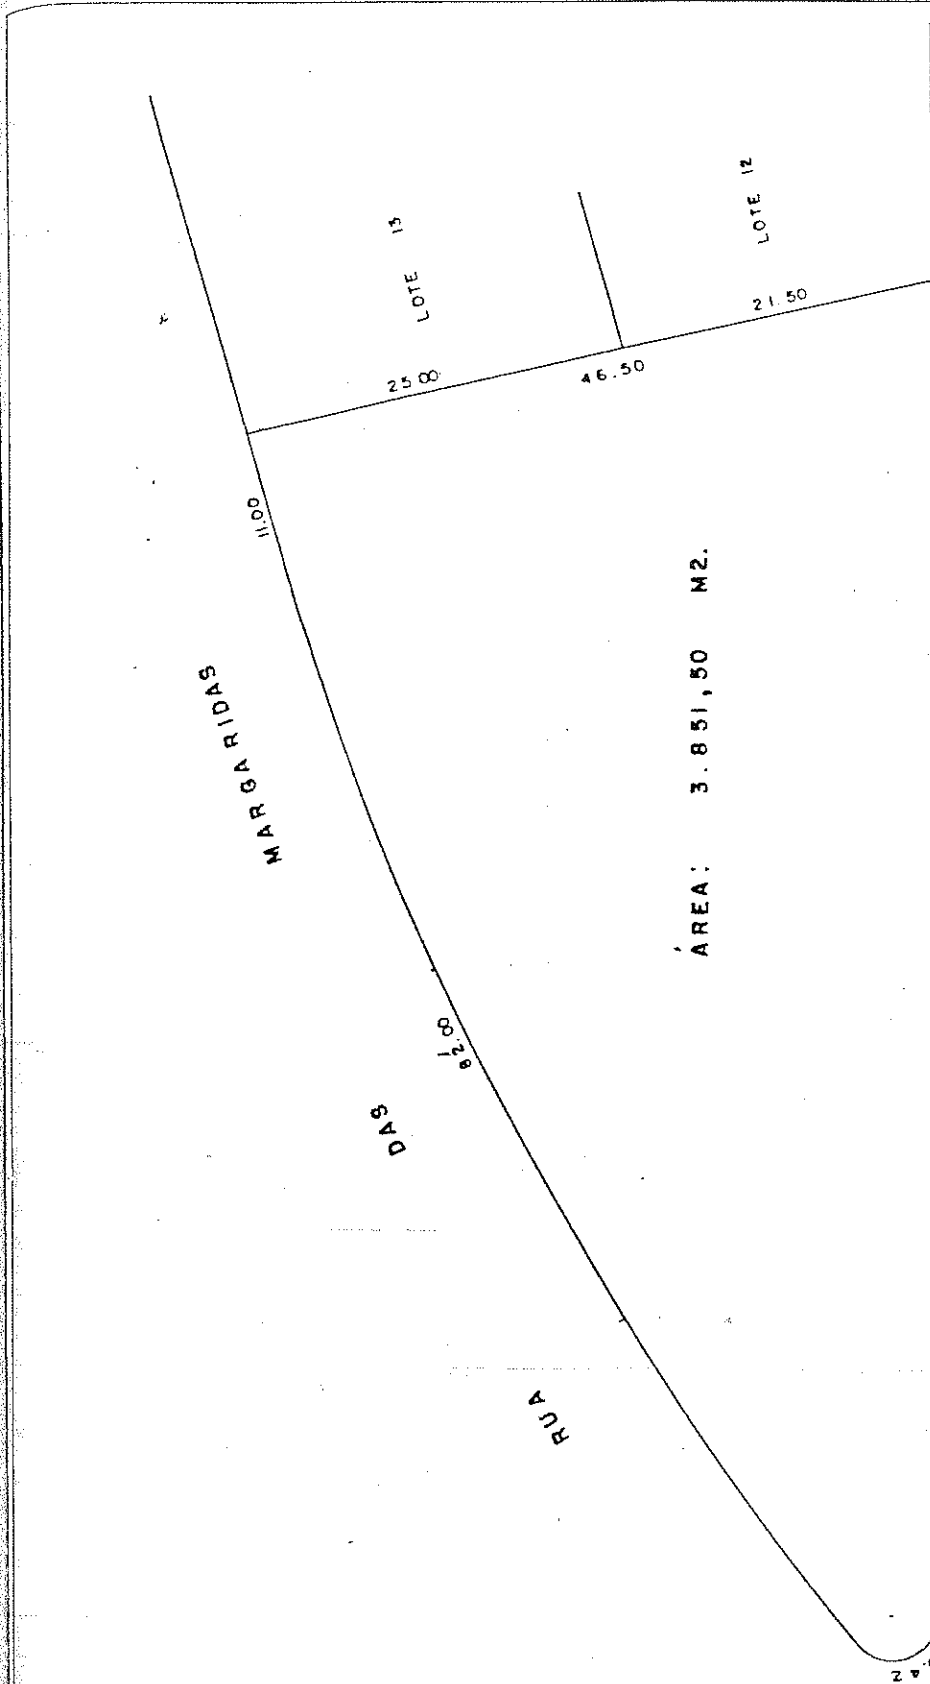 LOTE 13
LOTE 12
25.00
46.50
21.50
11.00
RUA DAS MARGARIDAS
82.00
ÁREA: 3.851,50 M2.